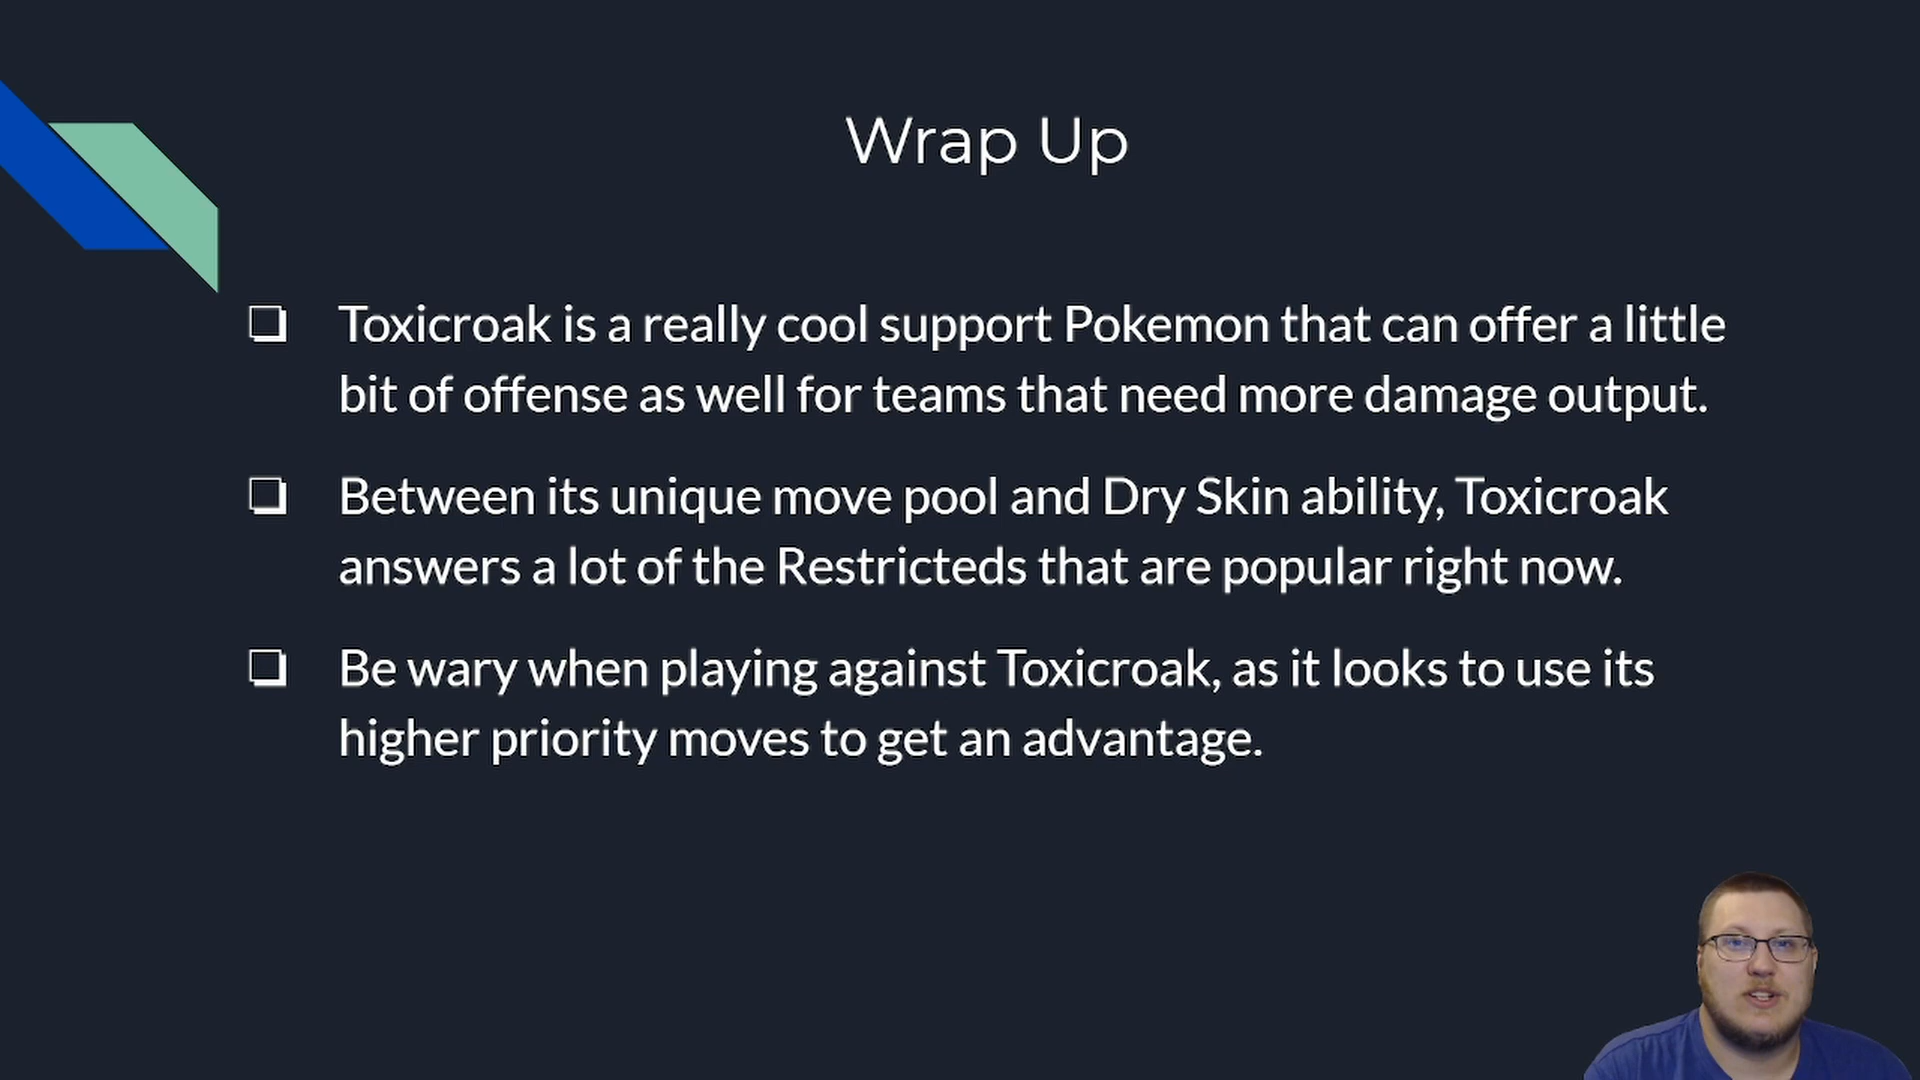 Wrap Up
Toxicroak is a really cool support Pokemon that can offer a little
bit of offense as well for teams that need more damage output.
Between its unique move pool and Dry Skin ability, Toxicroak
answers a lot of the Restricteds that are popular right now.
Be wary when playing against Toxicroak, as it looks to use its
higher priority moves to get an advantage.